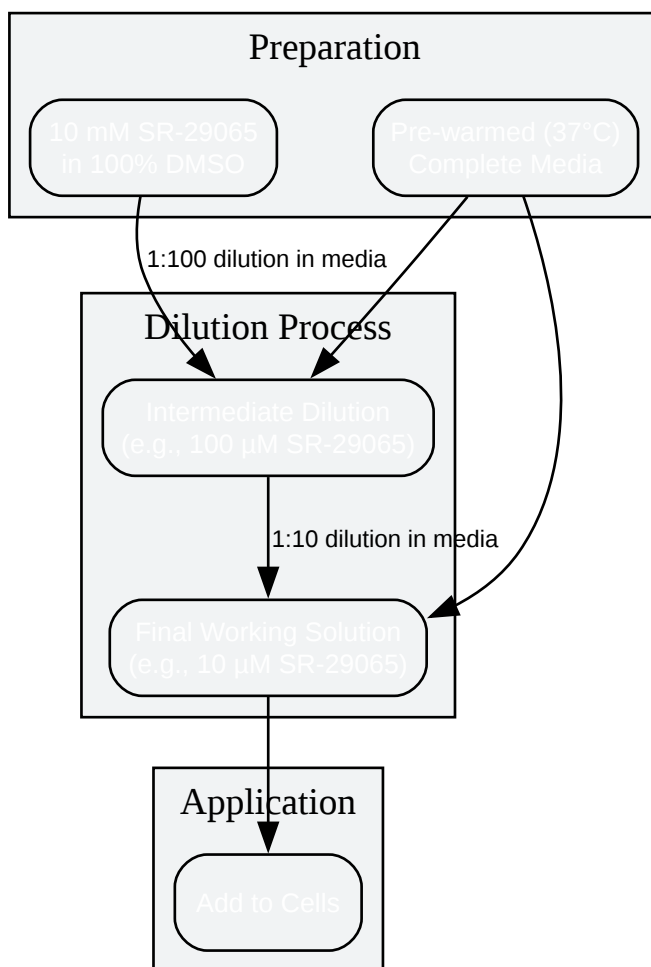 Preparation
10 mM SR-29065
in 100% DMSO
Pre-warmed (37°C)
Complete Media
1:100 dilution in media
Dilution Process
Intermediate Dilution
(e.g., 100 µM SR-29065)
1:10 dilution in media
Final Working Solution
(e.g., 10 µM SR-29065)
Application
Add to Cells